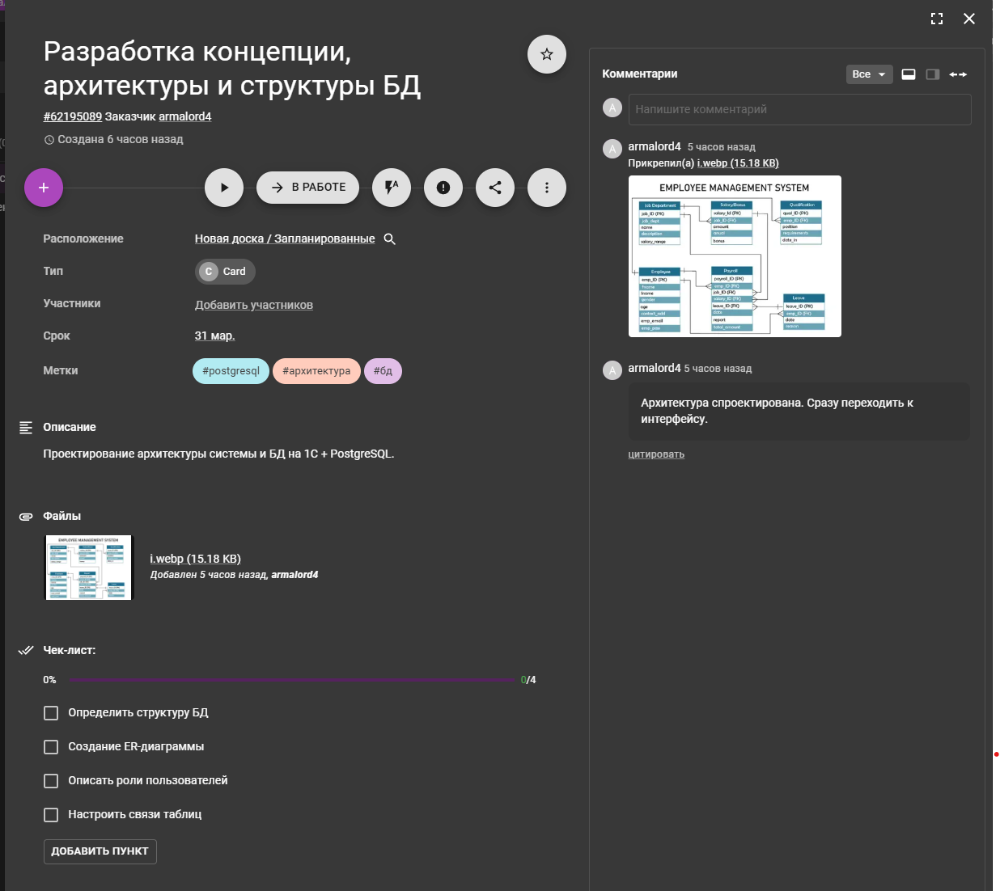 Разработка концепции,
архитектуры и структуры БД
#62195089 Заказчик armalord4
Создана 6 часов назад
В РАБОТЕ
Расположение
Новая доска / Запланированные
Тип
C Card
Участники
Добавить участников
Срок
31 мар.
Метки
#postgresql #архитектура #бд
Описание
Проектирование архитектуры системы и БД на 1С + PostgreSQL.
Файлы
EMPLOYEE MANAGEMENT SYSTEM
i.webp (15.18 KB)
Добавлен 5 часов назад, armalord4
Чек-лист:
0%
0/4
Определить структуру БД
Создание ER-диаграммы
Описать роли пользователей
Настроить связи таблиц
ДОБАВИТЬ ПУНКТ
Комментарии
Все
A
Напишите комментарий
A
armalord4 5 часов назад
Прикрепил(а) i.webp (15.18 KB)
EMPLOYEE MANAGEMENT SYSTEM
Job Department
job_ID (PK)
job_dept
name
description
salary_range
Salary/Bonus
salary_Id (PK)
job_ID (FK)
amount
anual
bonus
Qualification
qual_ID (PK)
emp_ID (FK)
position
requirements
date_in
Employee
emp_ID (PK)
fname
lname
gender
age
contact_add
emp_email
emp_pass
Payroll
payroll_ID (PK)
emp_ID (FK)
job_ID (FK)
salary_ID (FK)
leave_ID (FK)
date
report
total_amount
Leave
leave_ID (PK)
emp_ID (FK)
date
reason
A
armalord4 5 часов назад
Архитектура спроектирована. Сразу переходить к
интерфейсу.
цитировать